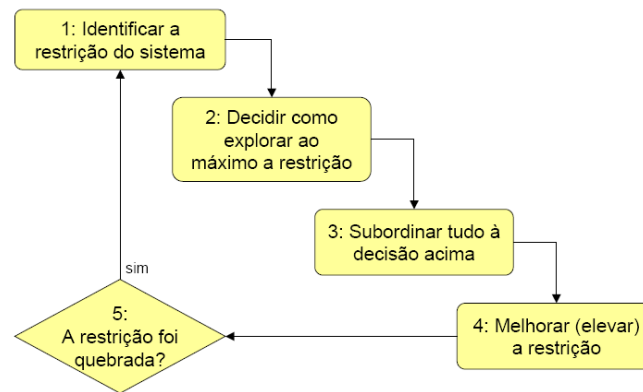 1: Identificar a
restrição do sistema
2: Decidir como
explorar ao
máximo a restrição
3: Subordinar tudo à
decisão acima
4: Melhorar (elevar)
a restrição
sim
5:
A restrição foi
quebrada?